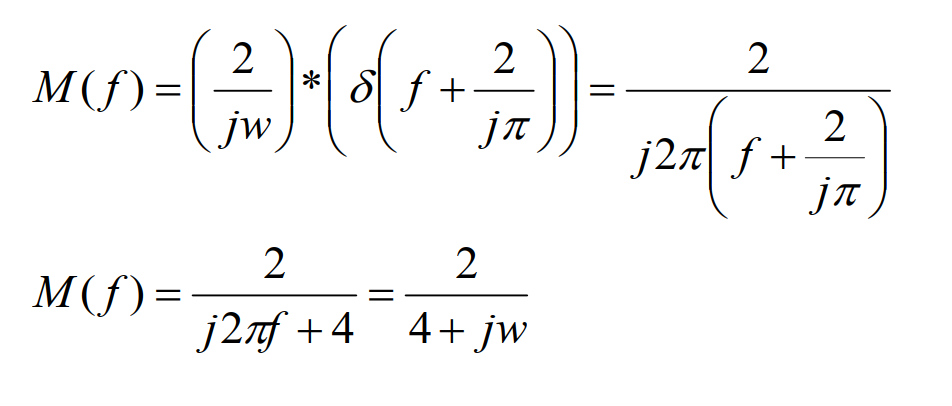 M(f) = (2/jw) * (δ(f + 2/jπ)) = 2/(j2π(f + 2/jπ))
M(f) = 2/(j2πf + 4) = 2/(4 + jw)